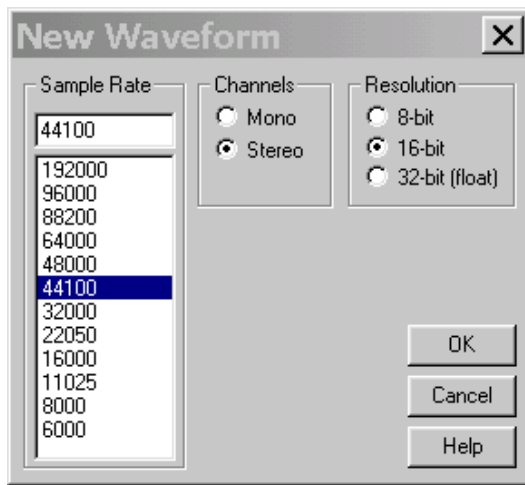 New Waveform
Sample Rate
44100
192000
96000
88200
64000
48000
44100
32000
22050
16000
11025
8000
6000
Channels
Mono
Stereo
Resolution
8-bit
16-bit
32-bit (float)
OK
Cancel
Help